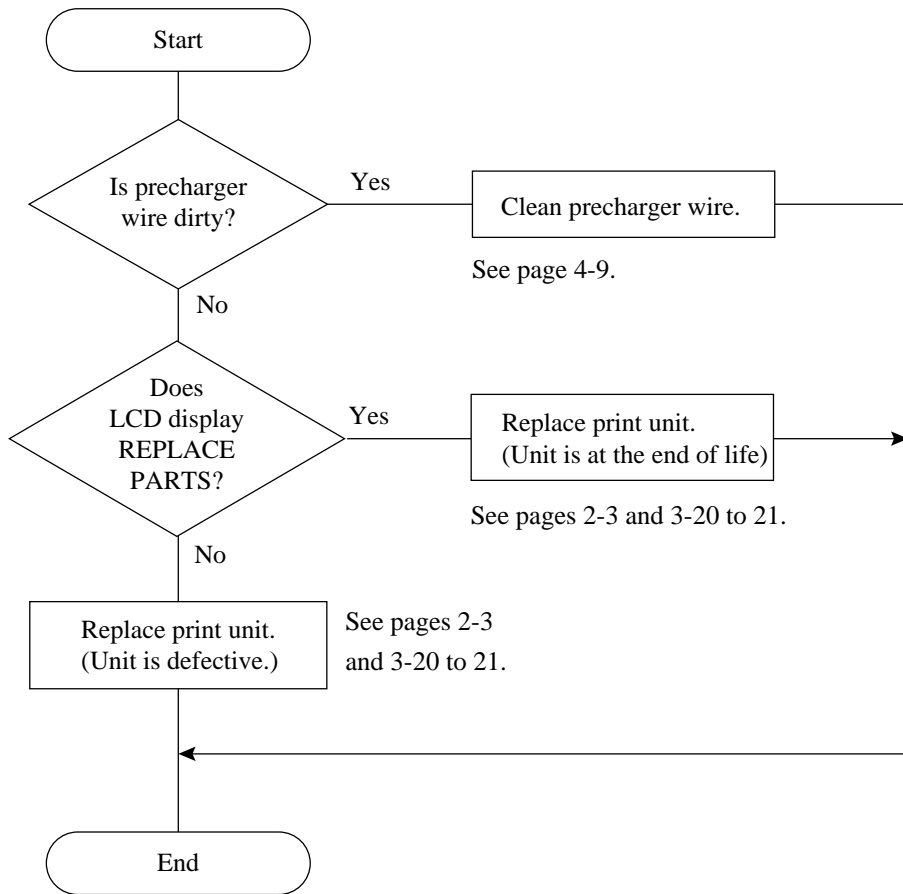 Start
Is precharger
wire dirty?
Yes
Clean precharger wire.
See page 4-9.
No
Does
LCD display
REPLACE
PARTS?
Yes
Replace print unit.
(Unit is at the end of life)
See pages 2-3 and 3-20 to 21.
No
Replace print unit.
(Unit is defective.)
See pages 2-3
and 3-20 to 21.
End